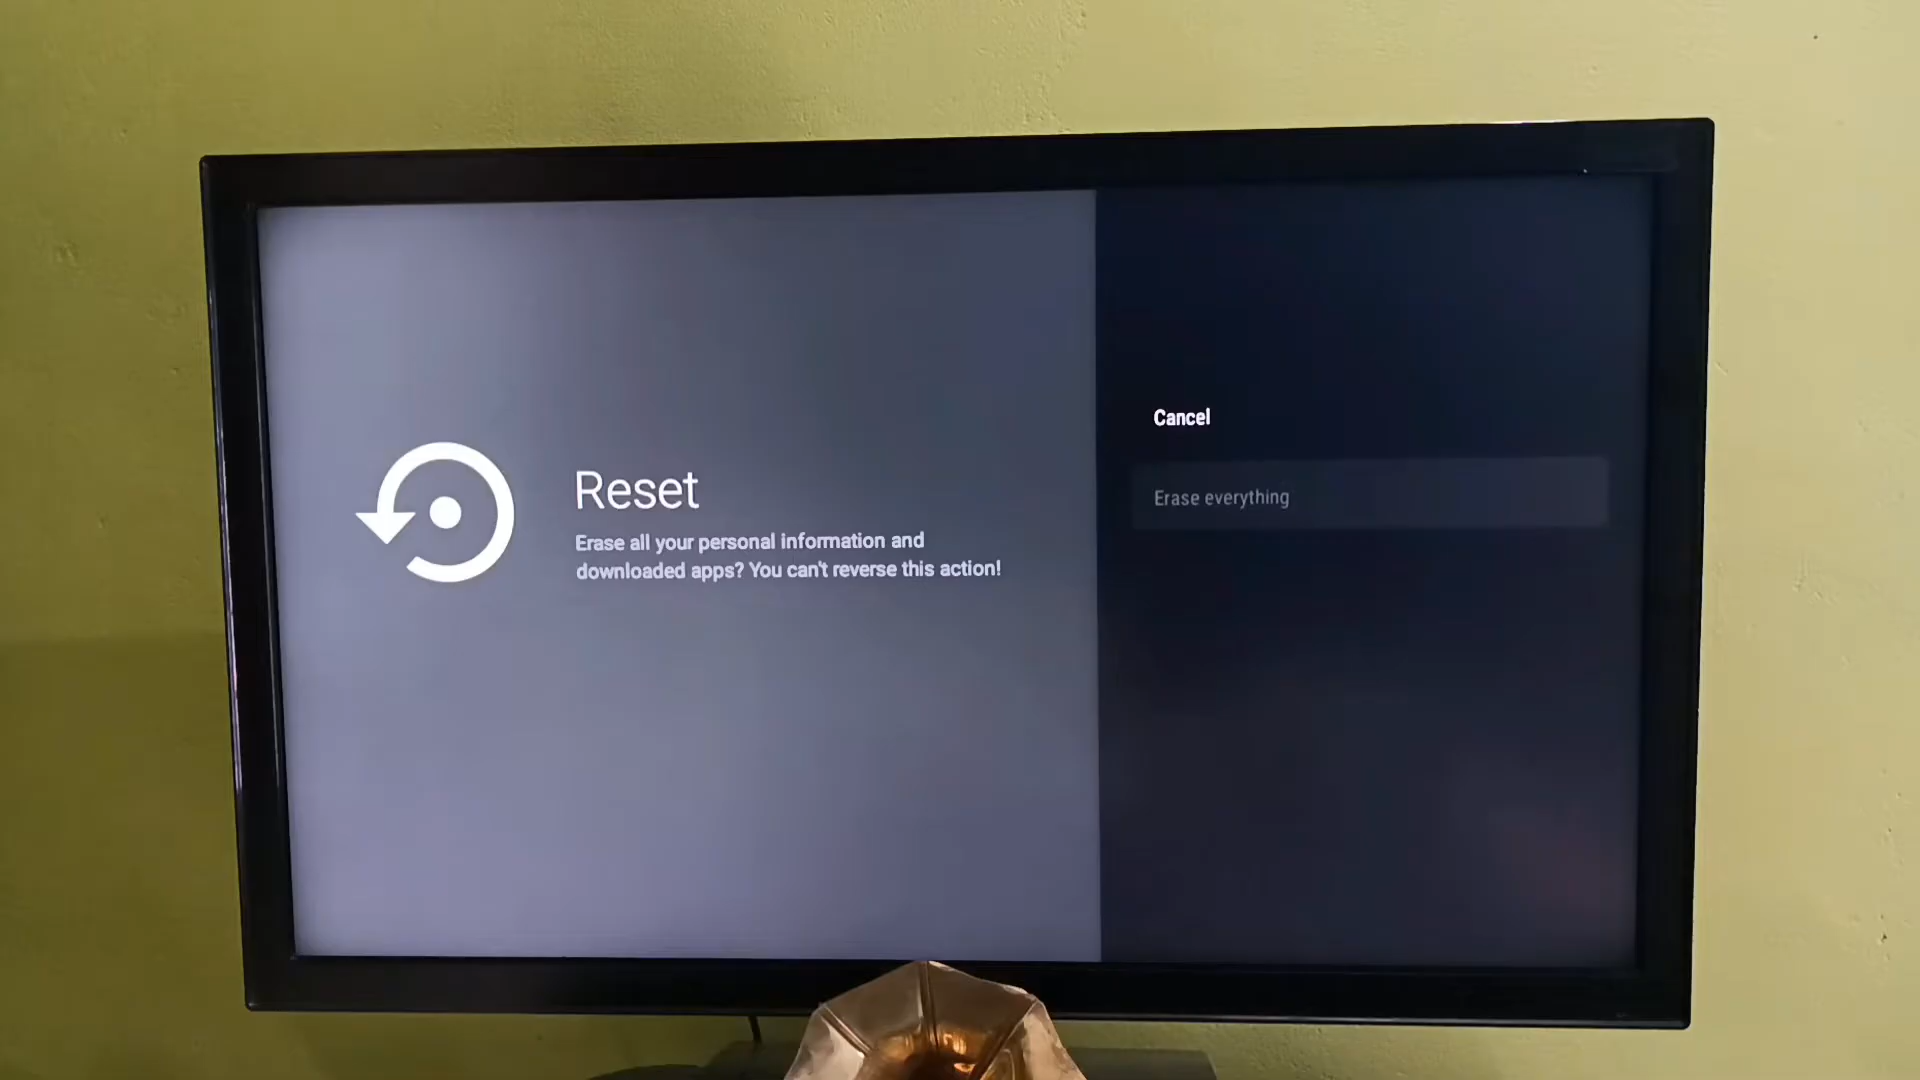 Reset
Erase all your personal information and
downloaded apps? You can't reverse this action!
Cancel
Erase everything